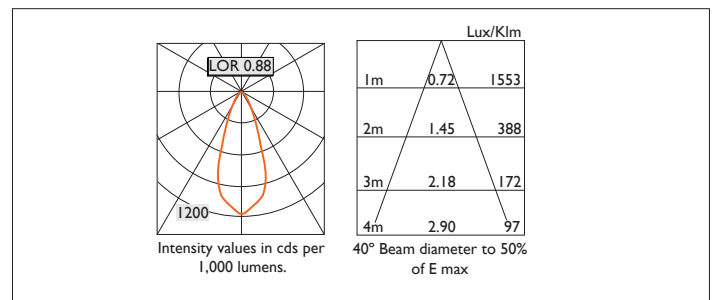 Lux/Klm
LOR 0.88
1m 0.72 1553
2m 1.45 388
3m 2.18 172
1200
4m 2.90 97
Intensity values in cds per
1,000 lumens.
40º Beam diameter to 50%
of E max